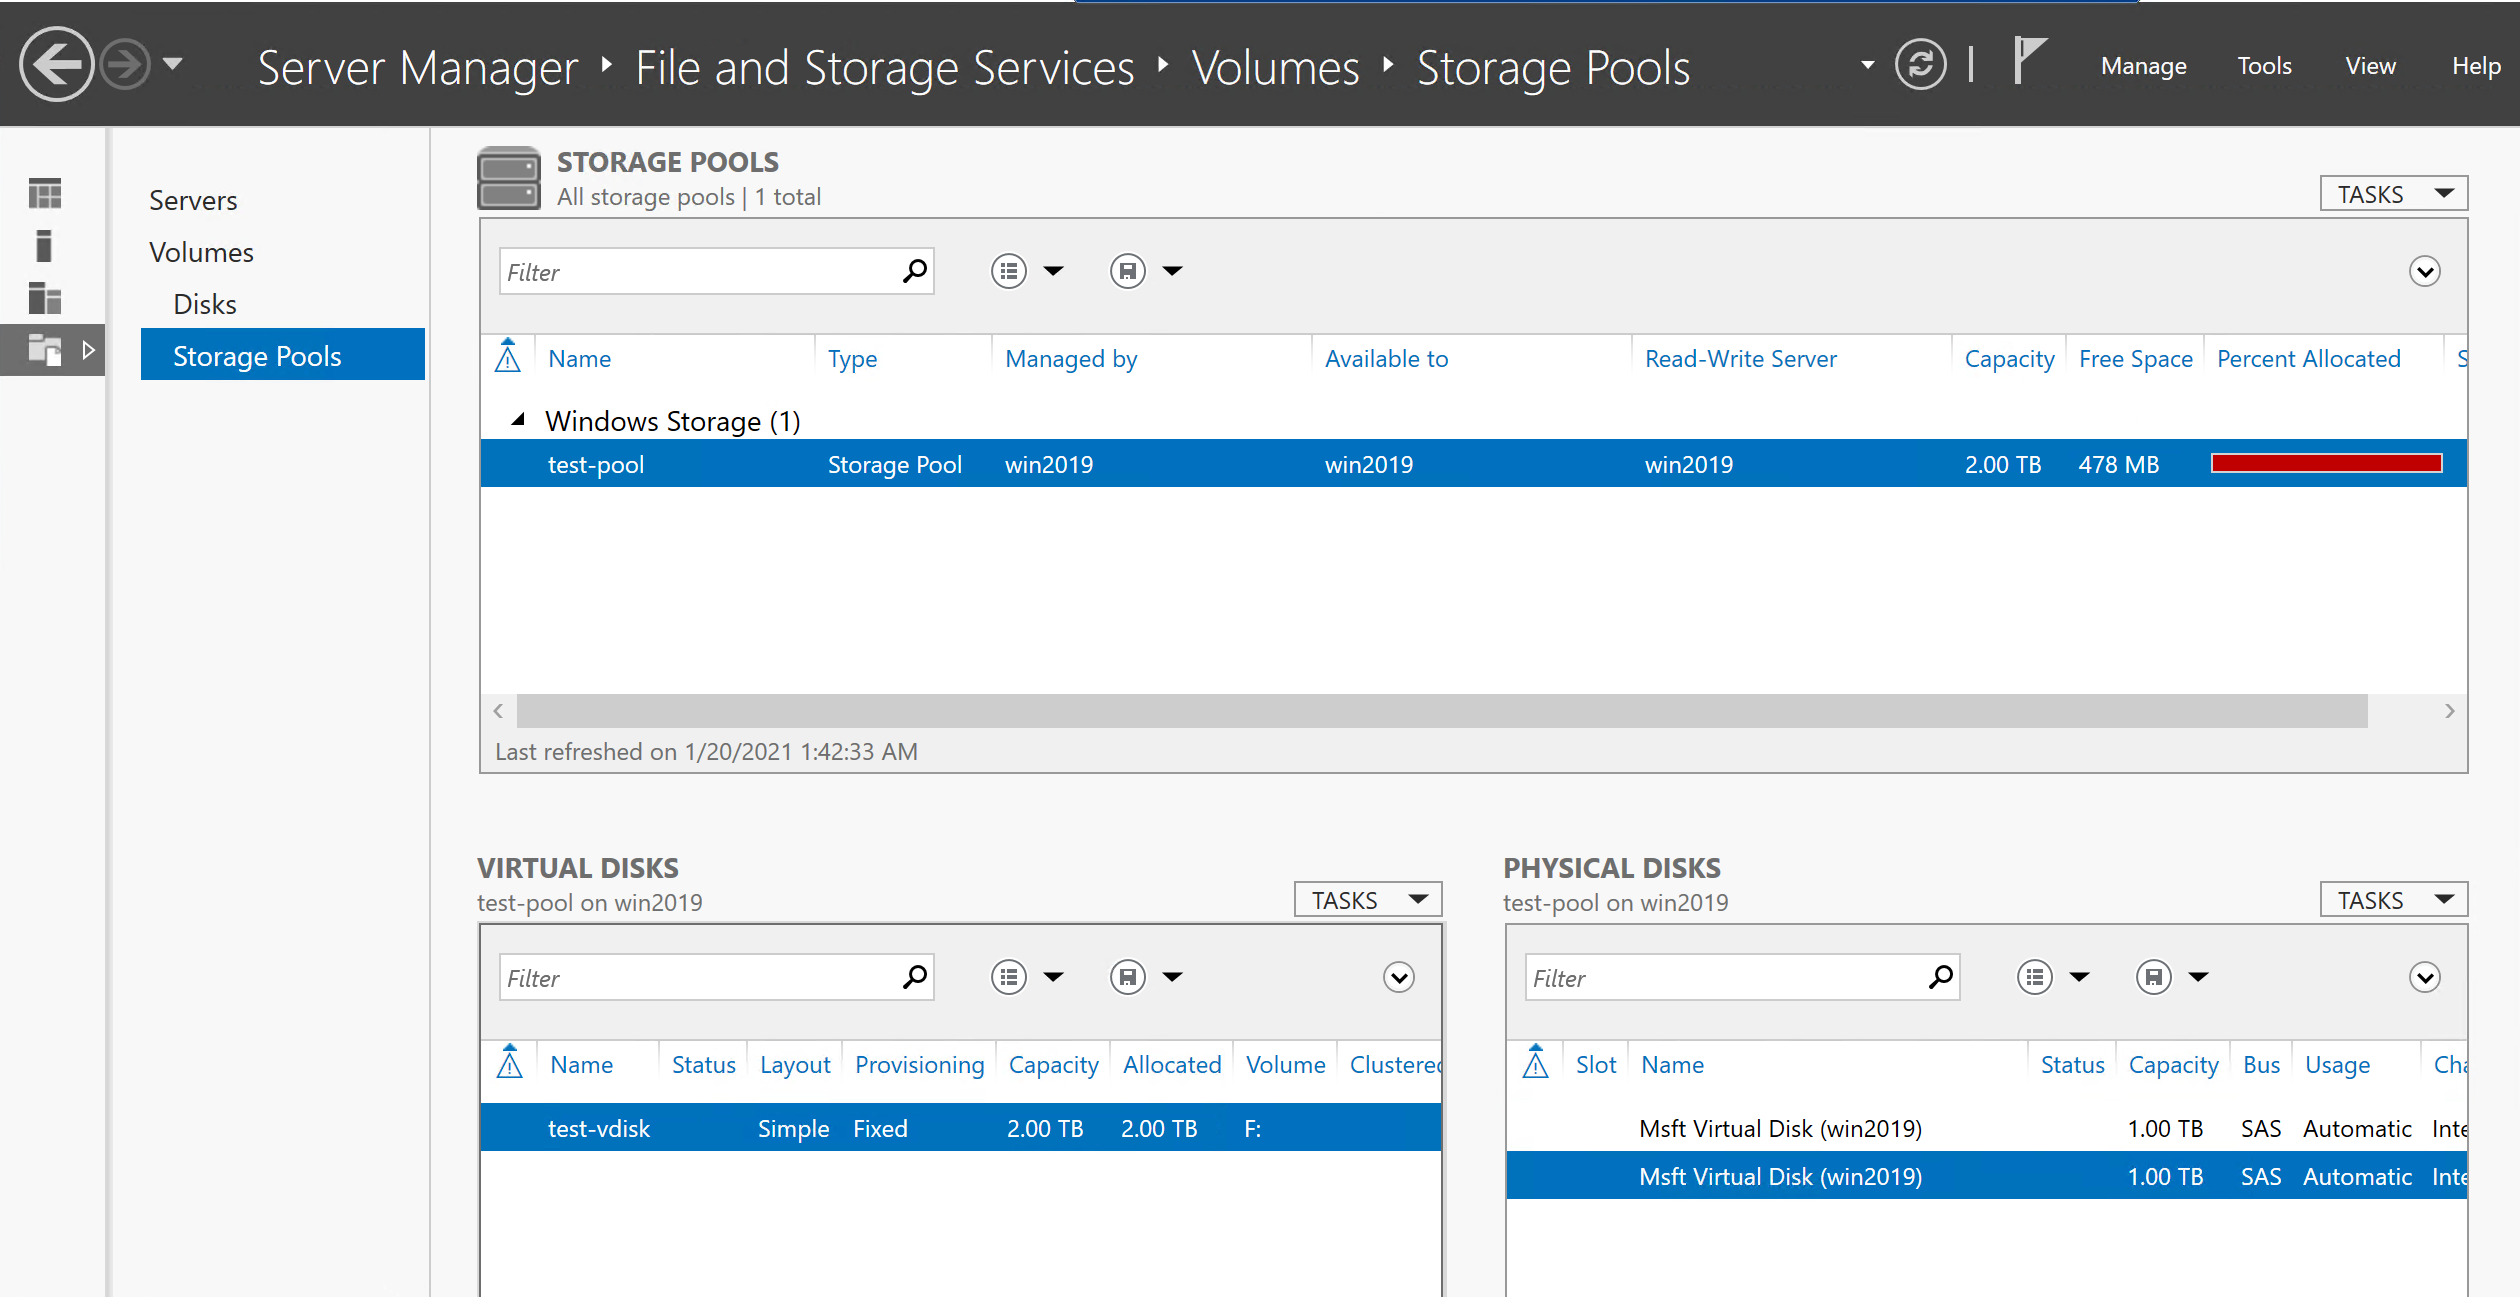 Server Manager ‣ File and Storage Services ‣ Volumes ‣ Storage Pools
Manage Tools View Help
Servers
Volumes
Disks
Storage Pools
STORAGE POOLS
All storage pools | 1 total
TASKS
Filter
Name Type Managed by Available to Read-Write Server Capacity Free Space Percent Allocated S
Windows Storage (1)
test-pool Storage Pool win2019 win2019 win2019 2.00 TB 478 MB
Last refreshed on 1/20/2021 1:42:33 AM
VIRTUAL DISKS
test-pool on win2019
TASKS
Filter
Name Status Layout Provisioning Capacity Allocated Volume Clustered
test-vdisk Simple Fixed 2.00 TB 2.00 TB F:
PHYSICAL DISKS
test-pool on win2019
TASKS
Filter
Slot Name Status Capacity Bus Usage Cha
Msft Virtual Disk (win2019) 1.00 TB SAS Automatic Inte
Msft Virtual Disk (win2019) 1.00 TB SAS Automatic Inte